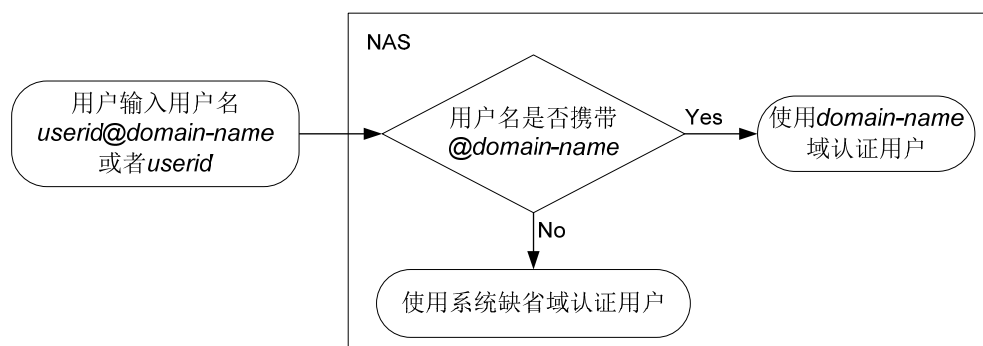 NAS
用户输入用户名
userid@domain-name
或者userid
用户名是否携带
@domain-name
Yes
使用domain-name
域认证用户
No
使用系统缺省域认证用户